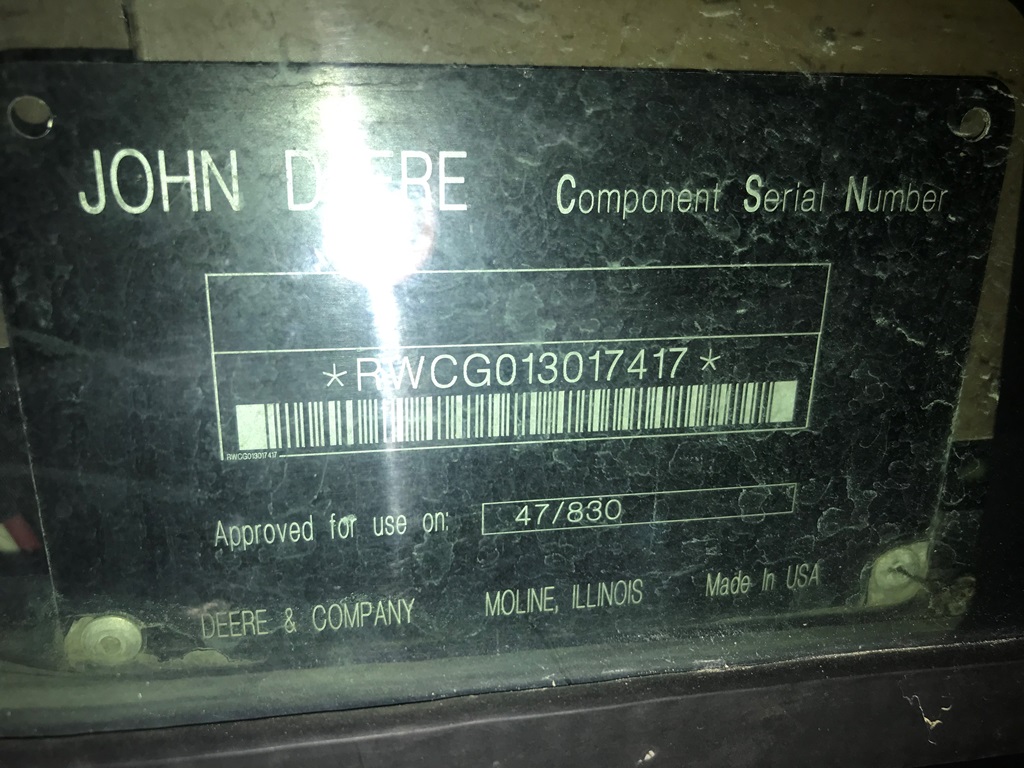 JOHN DEERE
Component Serial Number
*RWCG013017417*
RWCG013017417
Approved for use on: 47/830
DEERE & COMPANY MOLINE, ILLINOIS Made In USA